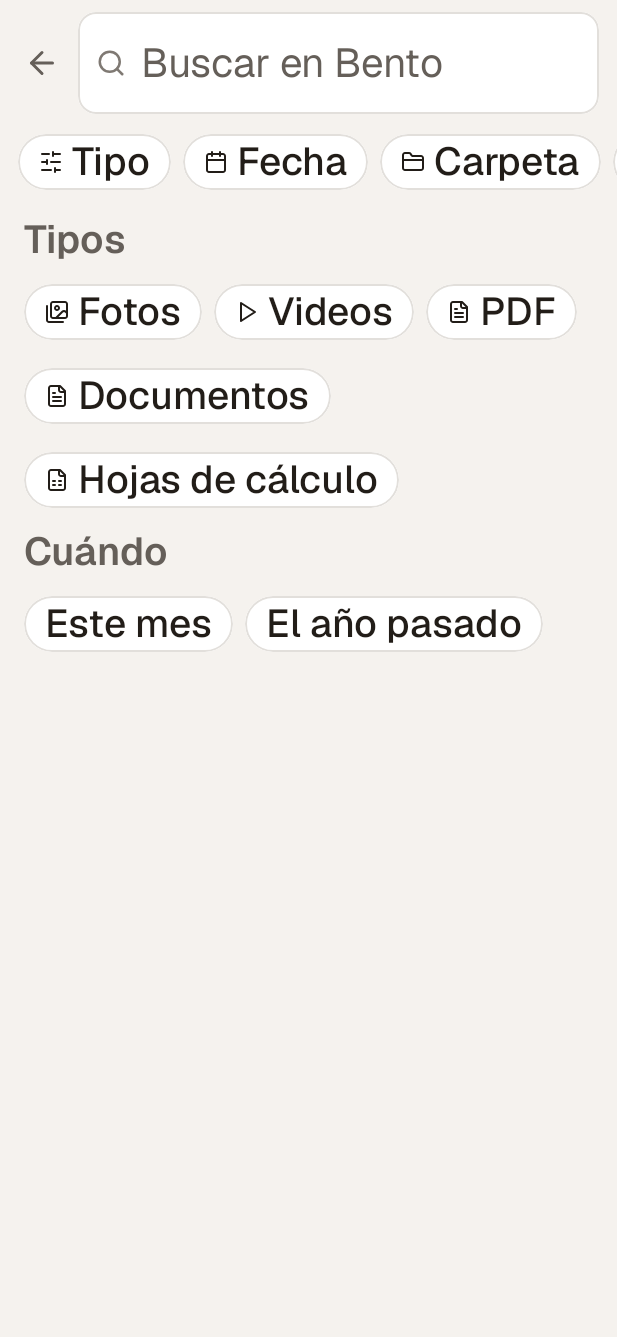 Buscar en Bento
Tipo Fecha Carpeta
Tipos
Fotos Videos PDF
Documentos
Hojas de cálculo
Cuándo
Este mes El año pasado